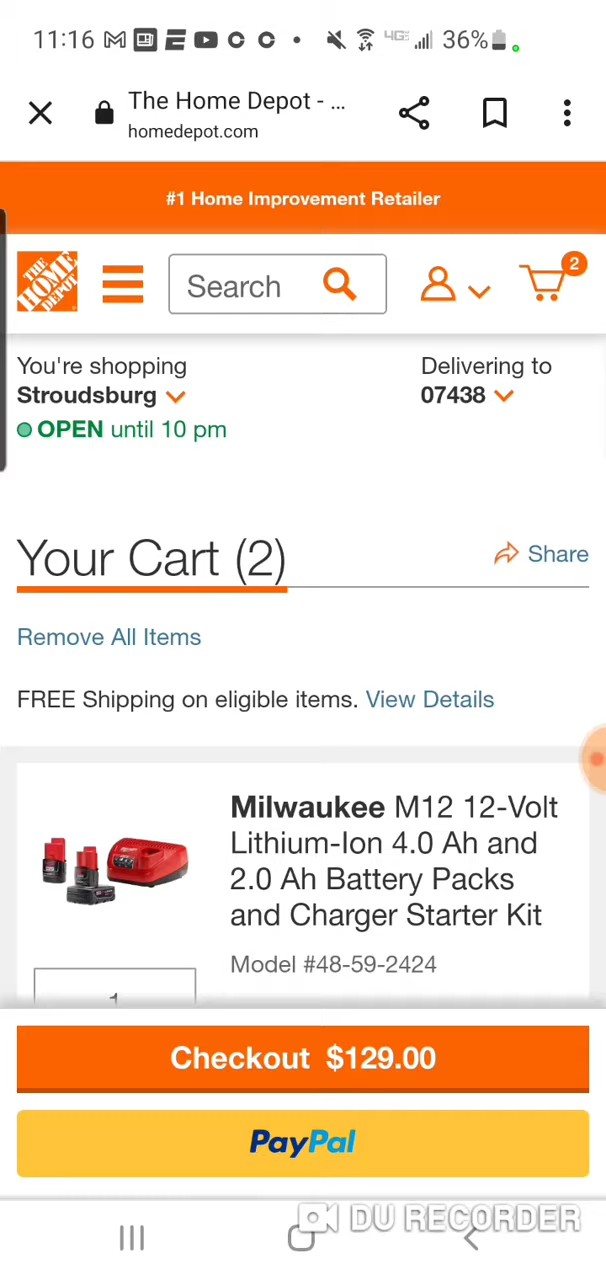 11:16 36%
The Home Depot - ...
homedepot.com
#1 Home Improvement Retailer
THE HOME DEPOT
Search
2
You're shopping
Stroudsburg
OPEN until 10 pm
Delivering to
07438
Your Cart (2)
Share
Remove All Items
FREE Shipping on eligible items. View Details
Milwaukee M12 12-Volt
Lithium-Ion 4.0 Ah and
2.0 Ah Battery Packs
and Charger Starter Kit
Model #48-59-2424
1
Checkout $129.00
PayPal
DU RECORDER